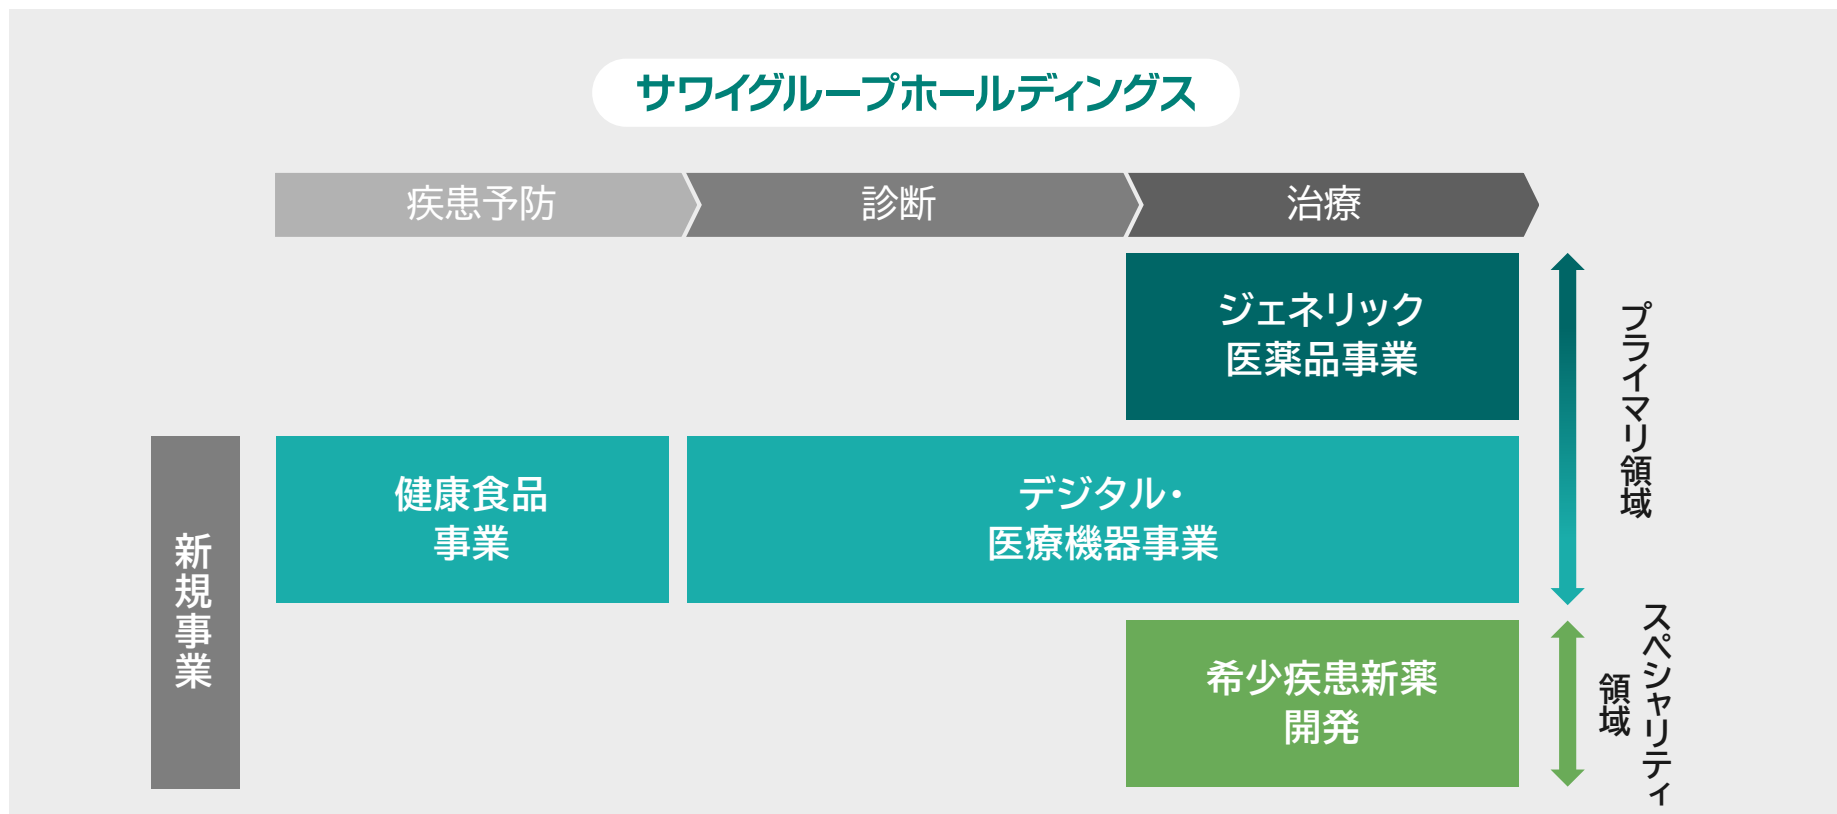 サワイグループホールディングス
疾患予防
診断
治療
ジェネリック
医薬品事業
プライマリ領域
新規事業
健康食品
事業
デジタル・
医療機器事業
希少疾患新薬
開発
スペシャリティ
領域